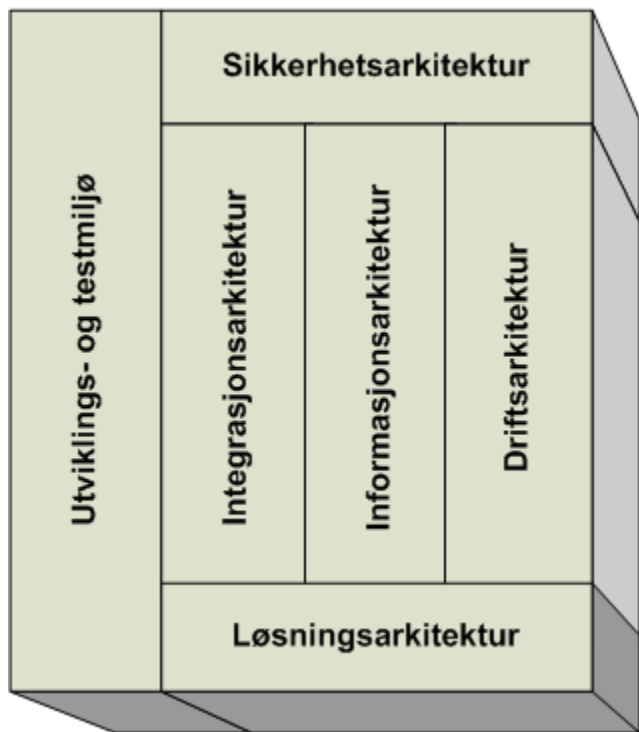 Utviklings- og testmiljø
Sikkerhetsarkitektur
Integrasjonsarkitektur
Informasjonsarkitektur
Driftsarkitektur
Løsningsarkitektur